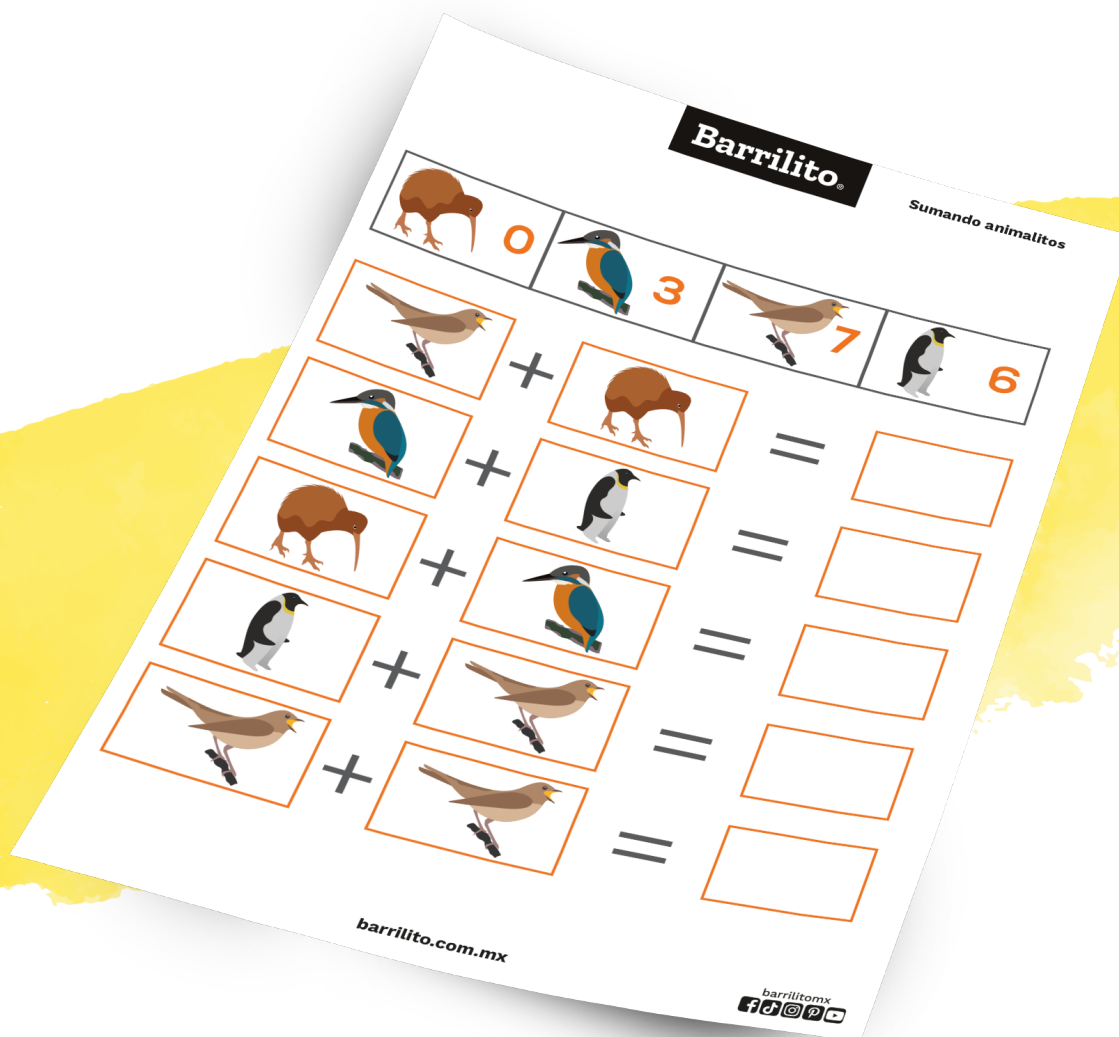 Barrilito®
Sumando animalitos
0 3 7 6
+ =
+ =
+ =
+ =
+ =
barrilito.com.mx
barrilitomx